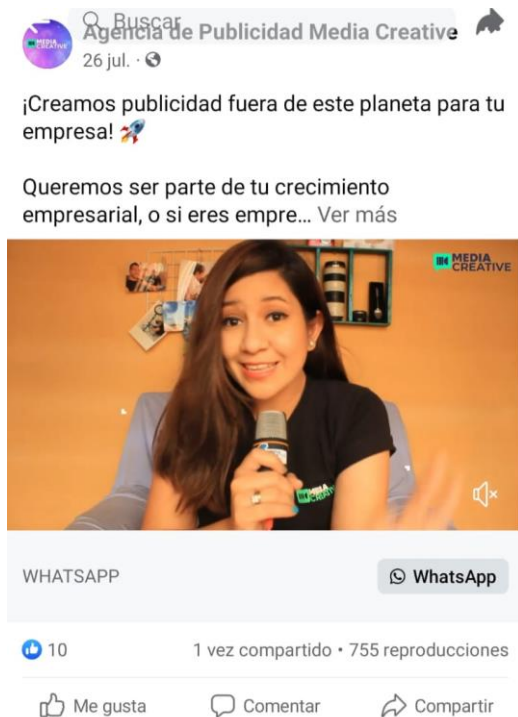 Buscar
Agencia de Publicidad Media Creative
26 jul. ·
¡Creamos publicidad fuera de este planeta para tu
empresa! 🚀
Queremos ser parte de tu crecimiento
empresarial, o si eres empre... Ver más
MEDIA
CREATIVE
MEDIA
WHATSAPP
WhatsApp
10
1 vez compartido • 755 reproducciones
Me gusta
Comentar
Compartir